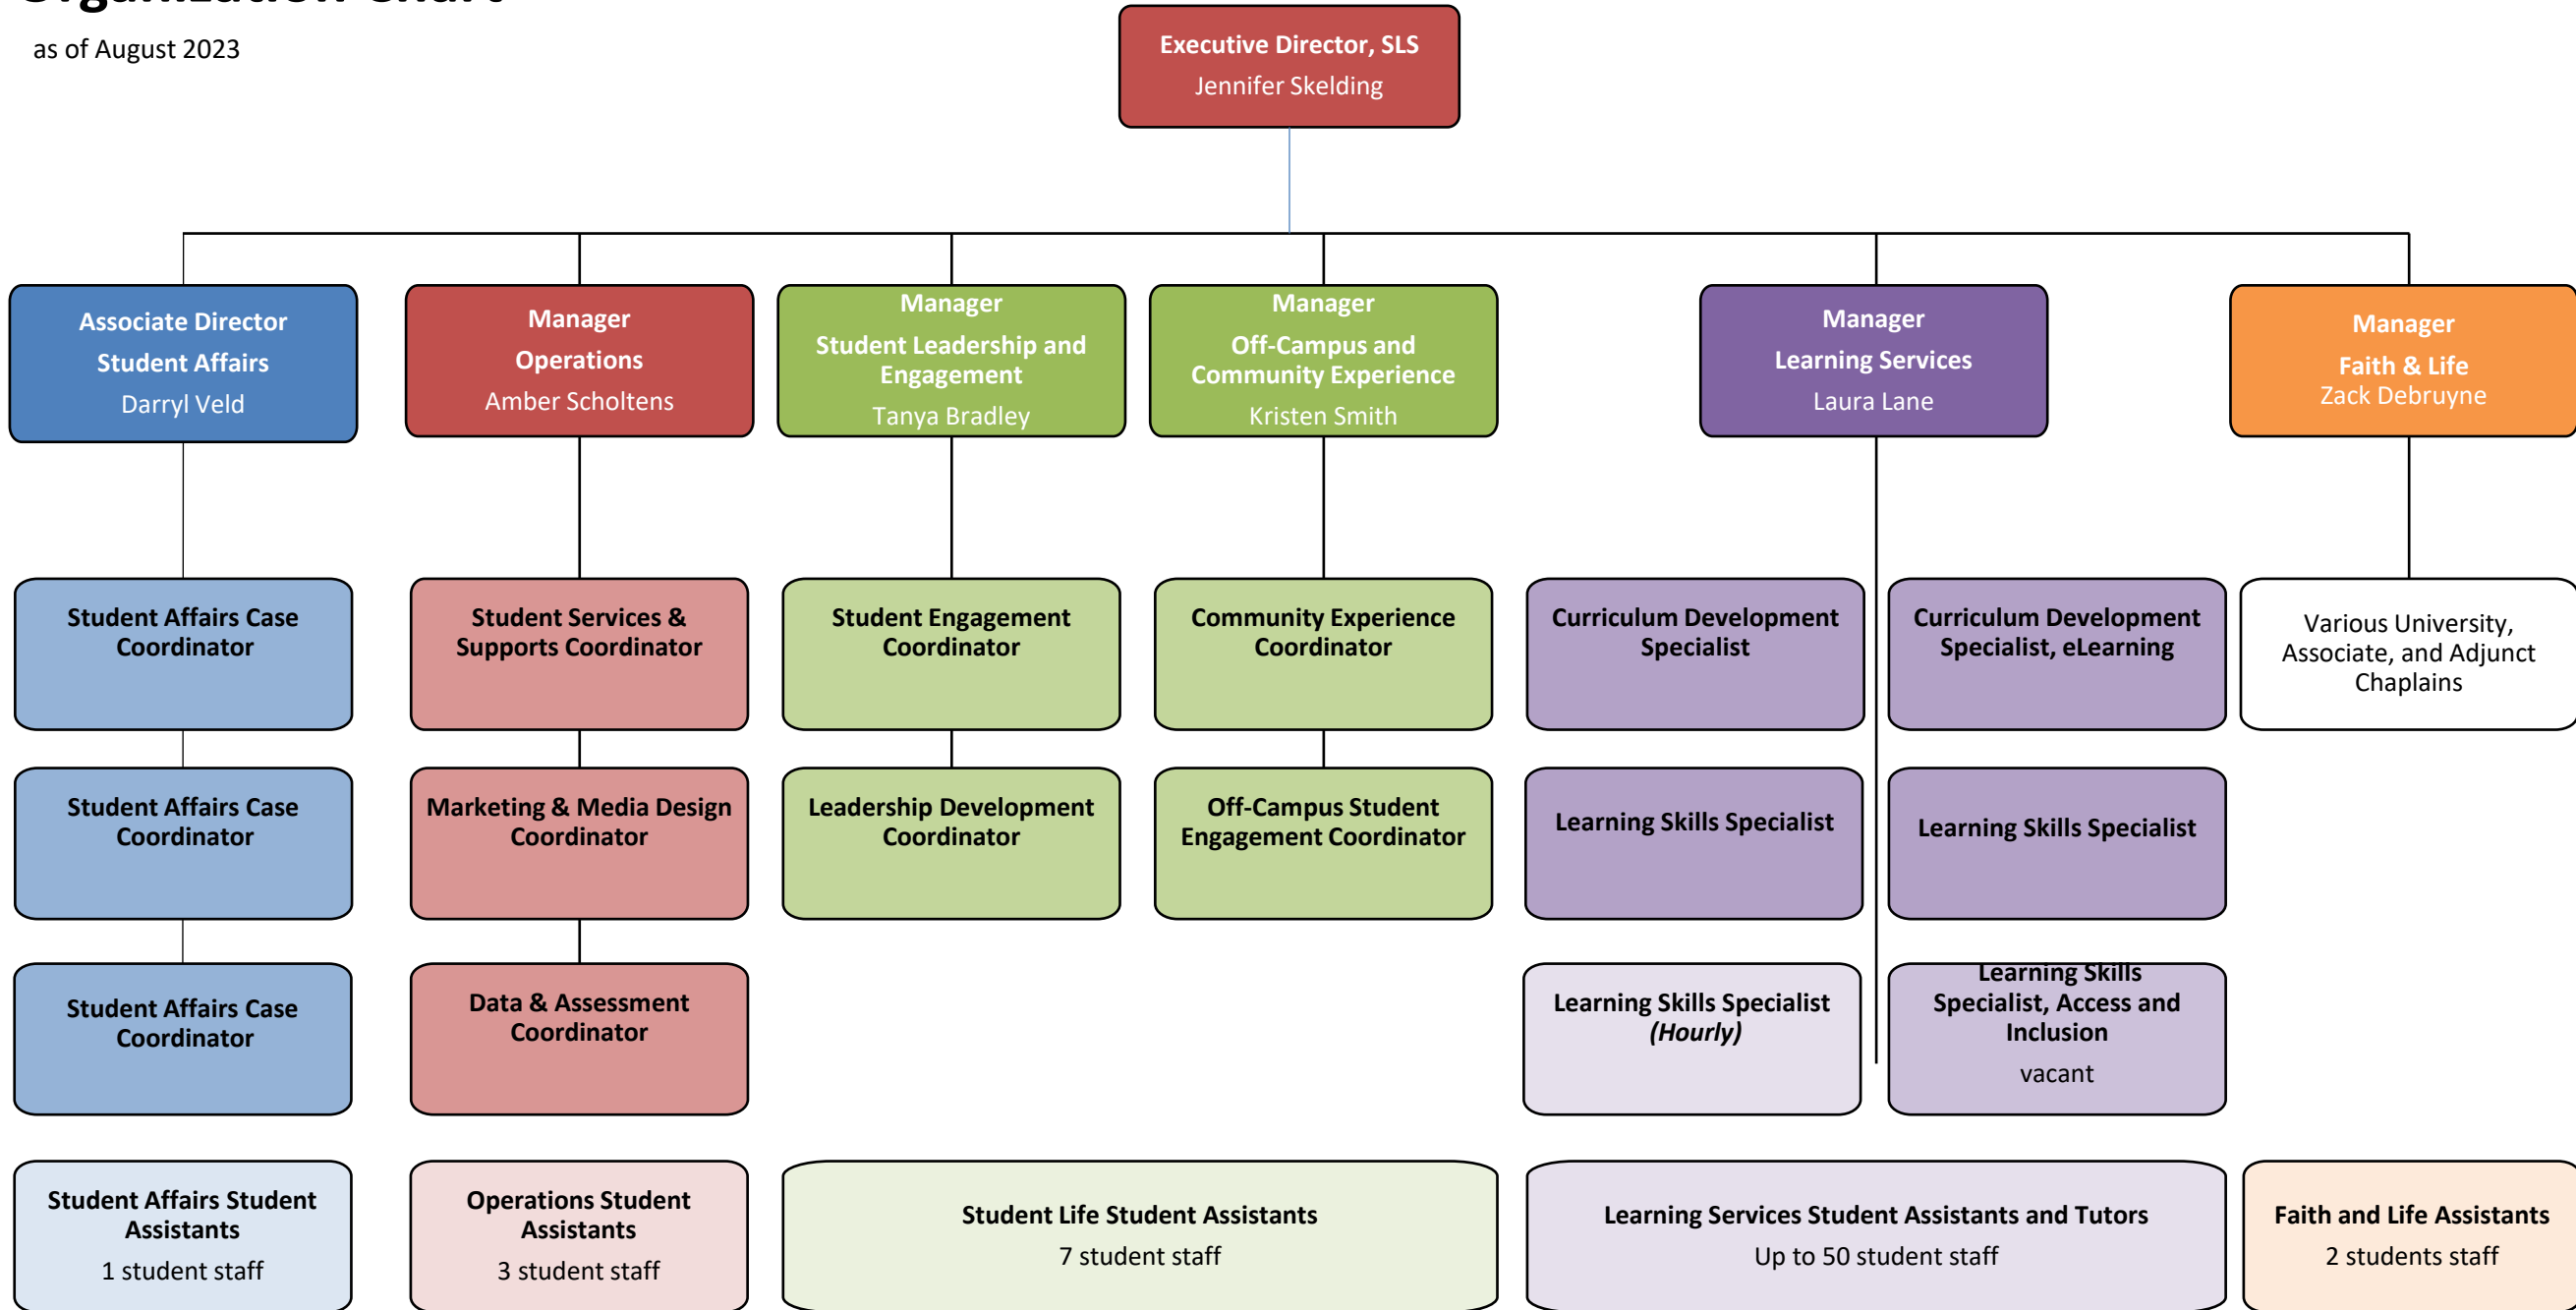 Organization Chart
as of August 2023
Executive Director, SLS
Jennifer Skelding
Associate Director
Student Affairs
Darryl Veld
Manager
Operations
Amber Scholtens
Manager
Student Leadership and
Engagement
Tanya Bradley
Manager
Off-Campus and
Community Experience
Kristen Smith
Manager
Learning Services
Laura Lane
Manager
Faith & Life
Zack Debruyne
Student Affairs Case
Coordinator
Student Services &
Supports Coordinator
Student Engagement
Coordinator
Community Experience
Coordinator
Curriculum Development
Specialist
Curriculum Development
Specialist, eLearning
Various University,
Associate, and Adjunct
Chaplains
Student Affairs Case
Coordinator
Marketing & Media Design
Coordinator
Leadership Development
Coordinator
Off-Campus Student
Engagement Coordinator
Learning Skills Specialist
Learning Skills Specialist
Student Affairs Case
Coordinator
Data & Assessment
Coordinator
Learning Skills Specialist
(Hourly)
Learning Skills
Specialist, Access and
Inclusion
vacant
Student Affairs Student
Assistants
1 student staff
Operations Student
Assistants
3 student staff
Student Life Student Assistants
7 student staff
Learning Services Student Assistants and Tutors
Up to 50 student staff
Faith and Life Assistants
2 students staff